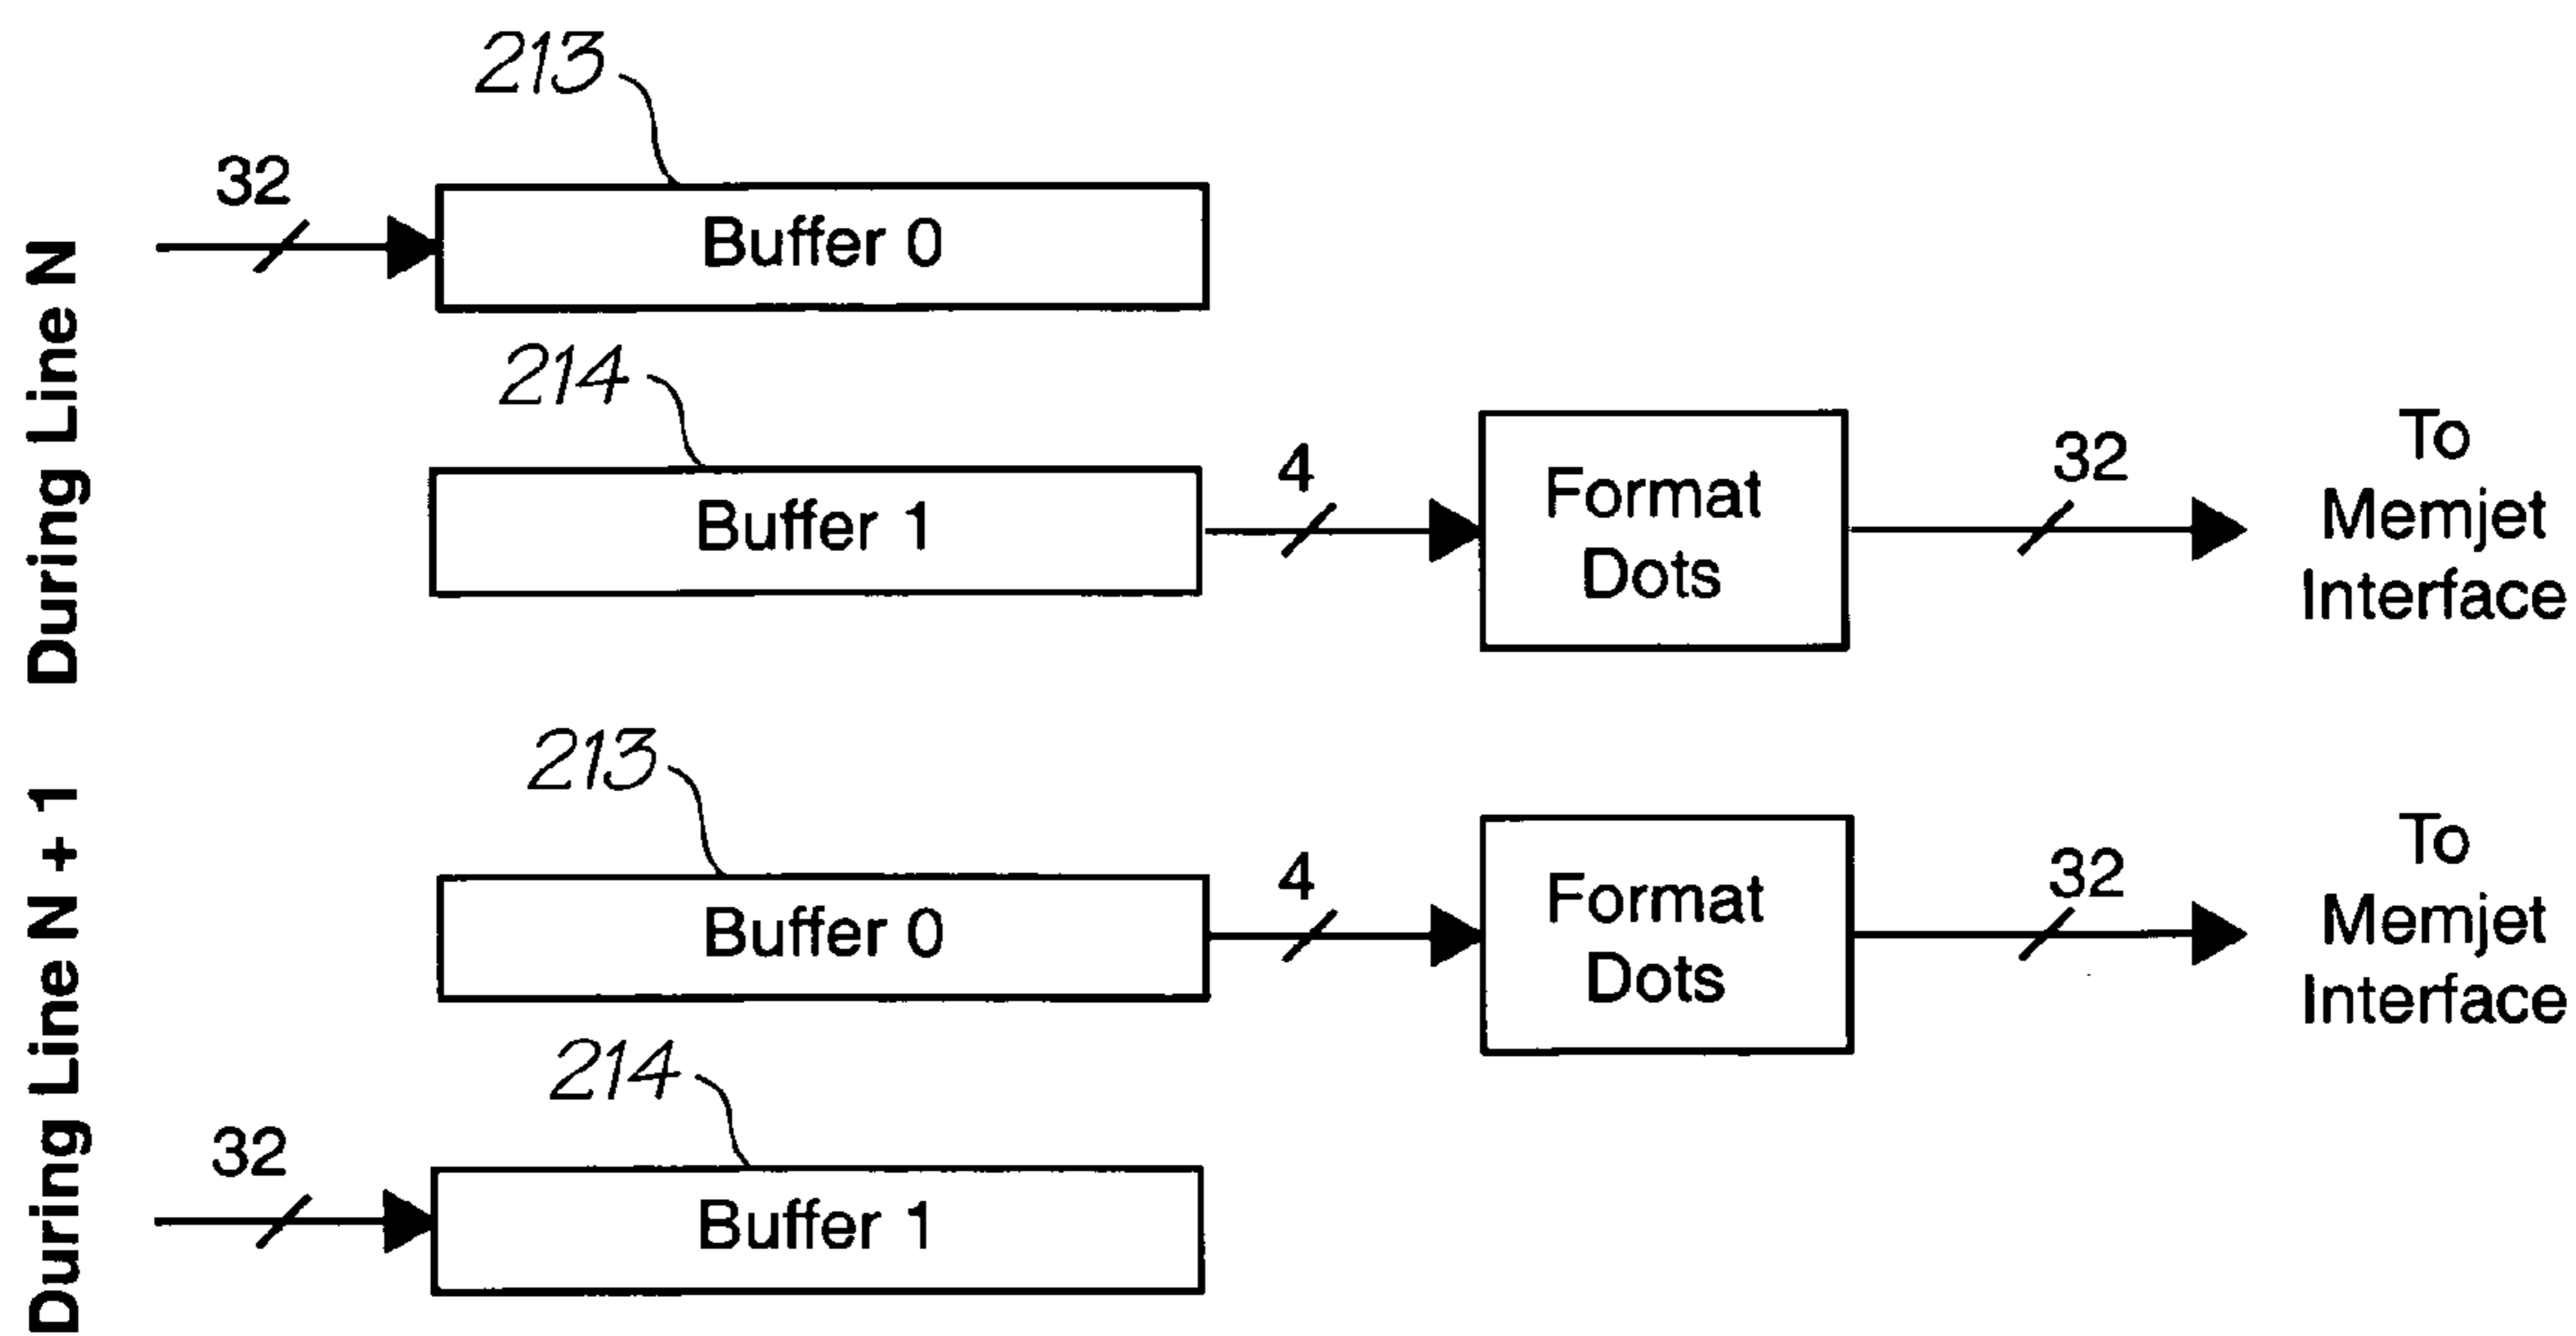 During Line N
213
32
Buffer 0
214
Buffer 1
4
Format
Dots
32
To
Memjet
Interface
During Line N + 1
213
Buffer 0
4
Format
Dots
32
To
Memjet
Interface
214
32
Buffer 1